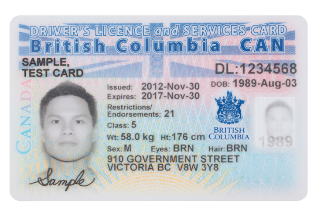 DRIVER'S LICENCE and SERVICES CARD
British Columbia CAN
SAMPLE,
TEST CARD
DL:1234568
Issued: 2012-Nov-30
DOB: 1989-Aug-03
Expires: 2017-Nov-30
Restrictions/
Endorsements: 21
Class: 5
Wt: 58.0 kg Ht: 176 cm
Sex: M Eyes: BRN Hair: BRN
910 GOVERNMENT STREET
VICTORIA BC V8W 3Y8
CANADA
BRITISH
COLUMBIA
1989
Sample